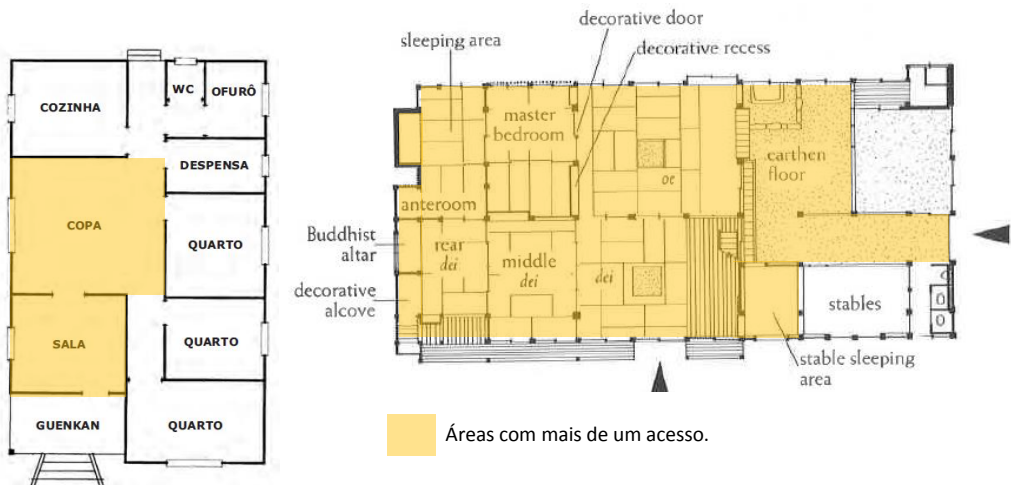 COZINHA
WC
OFURÔ
DESPENSA
COPA
QUARTO
SALA
QUARTO
GUENKAN
QUARTO
decorative door
sleeping area
decorative recess
master
bedroom
earthen
floor
oe
anteroom
Buddhist
altar
rear
dei
middle
dei
dei
decorative
alcove
stables
stable sleeping
area
Áreas com mais de um acesso.